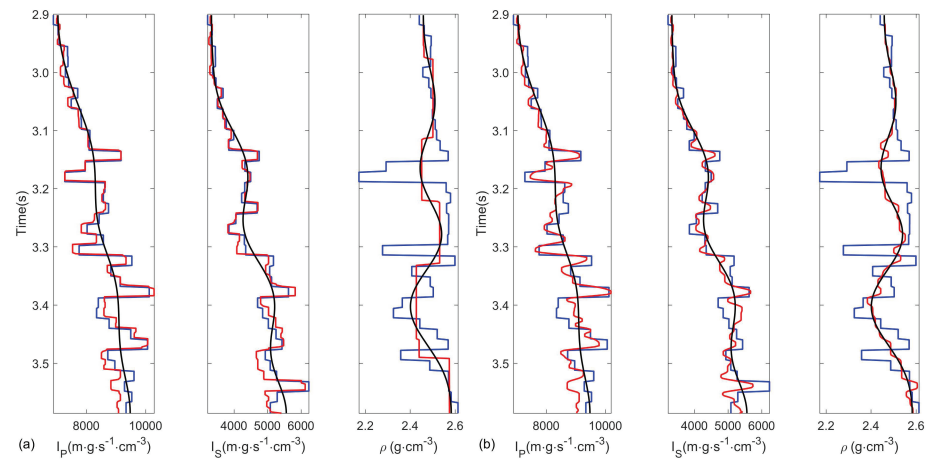 2.9
3.0
3.1
3.2
3.3
3.4
3.5
Time(s)
8000 10000
4000 5000 6000
2.2 2.4 2.6
(a) I_P(m·g·s⁻¹·cm⁻³) I_S(m·g·s⁻¹·cm⁻³) ρ (g·cm⁻³)
2.9
3.0
3.1
3.2
3.3
3.4
3.5
Time(s)
8000 10000
4000 5000 6000
2.2 2.4 2.6
(b) I_P(m·g·s⁻¹·cm⁻³) I_S(m·g·s⁻¹·cm⁻³) ρ (g·cm⁻³)